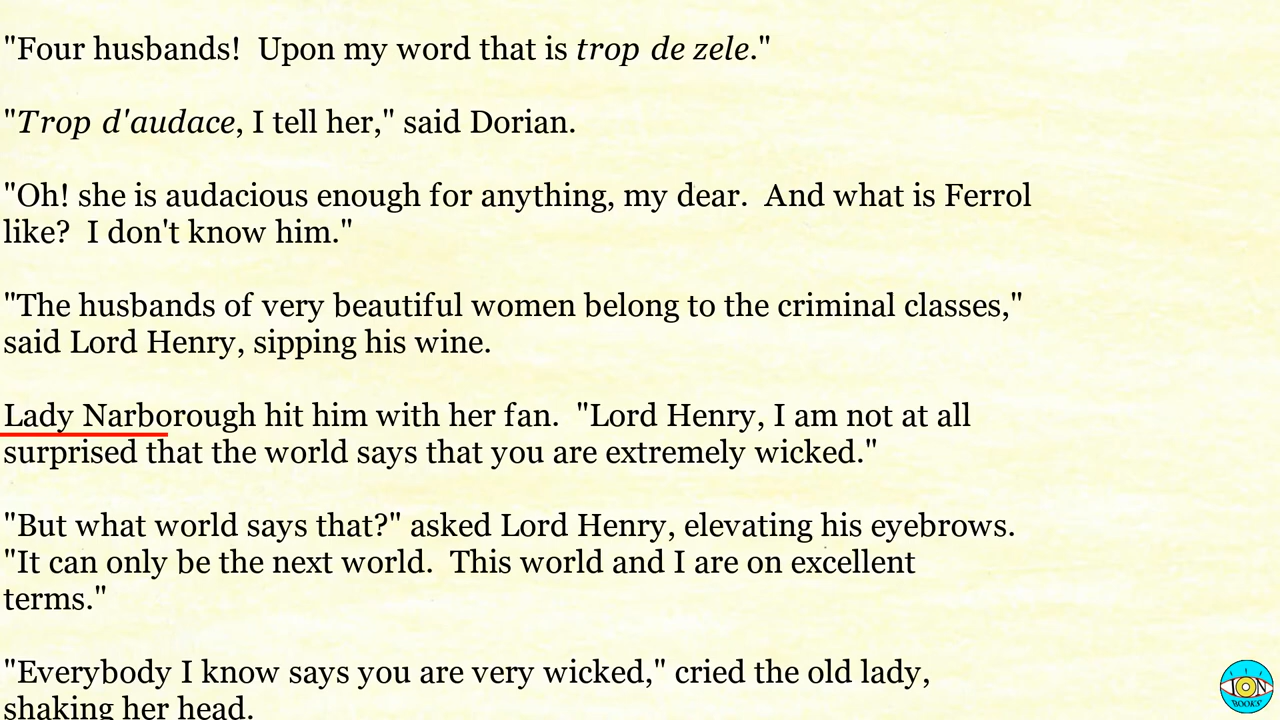 "Four husbands!  Upon my word that is trop de zele."
"Trop d'audace, I tell her," said Dorian.
"Oh! she is audacious enough for anything, my dear.  And what is Ferrol
like?  I don't know him."
"The husbands of very beautiful women belong to the criminal classes,"
said Lord Henry, sipping his wine.
Lady Narborough hit him with her fan.  "Lord Henry, I am not at all
surprised that the world says that you are extremely wicked."
"But what world says that?" asked Lord Henry, elevating his eyebrows.
"It can only be the next world.  This world and I are on excellent
terms."
"Everybody I know says you are very wicked," cried the old lady,
shaking her head.
ION
BOOKS